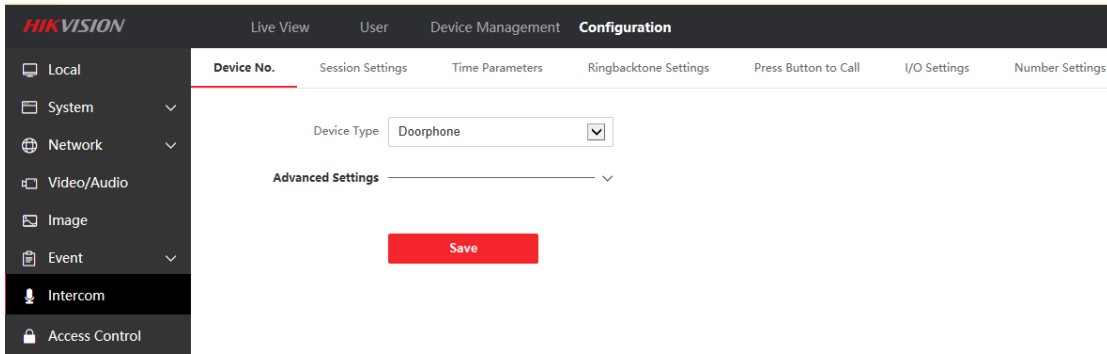 HIKVISION Live View User Device Management Configuration
Local
System
Network
Video/Audio
Image
Event
Intercom
Access Control
Device No. Session Settings Time Parameters Ringbacktone Settings Press Button to Call I/O Settings Number Settings
Device Type Doorphone
Advanced Settings
Save